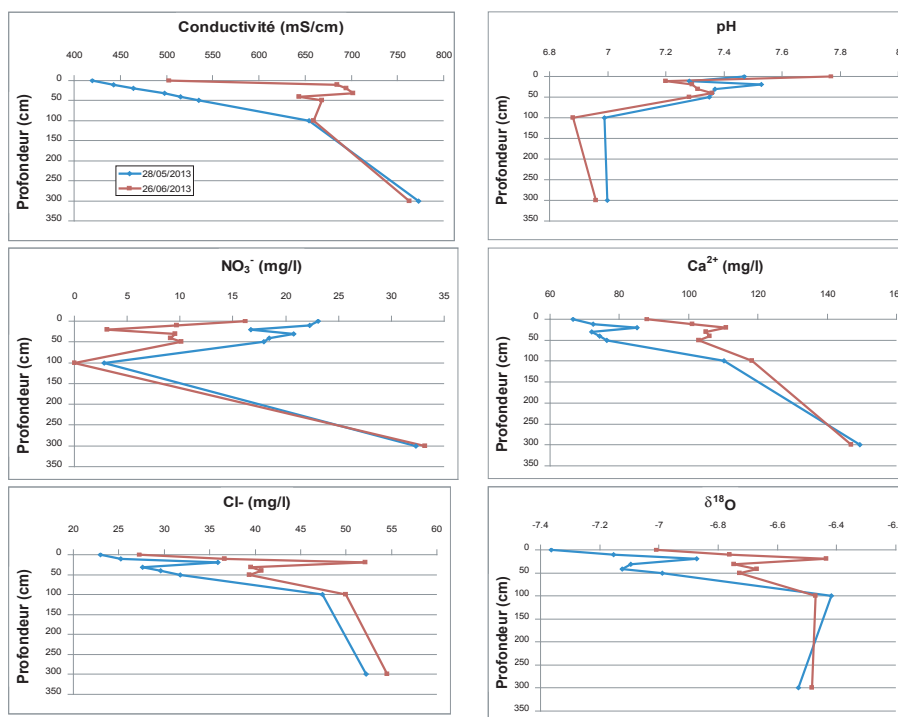 Conductivité (mS/cm)
400 450 500 550 600 650 700 750 800
0
50
100
150
200
250
300
350
Profondeur (cm)
28/05/2013
26/06/2013
pH
6.8 7 7.2 7.4 7.6 7.8
0
50
100
150
200
250
300
350
Profondeur (cm)
NO₃⁻ (mg/l)
0 5 10 15 20 25 30 35
0
50
100
150
200
250
300
350
Profondeur (cm)
Ca²⁺ (mg/l)
60 80 100 120 140
0
50
100
150
200
250
300
350
Profondeur (cm)
Cl- (mg/l)
20 25 30 35 40 45 50 55 60
0
50
100
150
200
250
300
350
Profondeur (cm)
δ¹⁸O
-7.4 -7.2 -7 -6.8 -6.6 -6.4
0
50
100
150
200
250
300
350
Profondeur (cm)